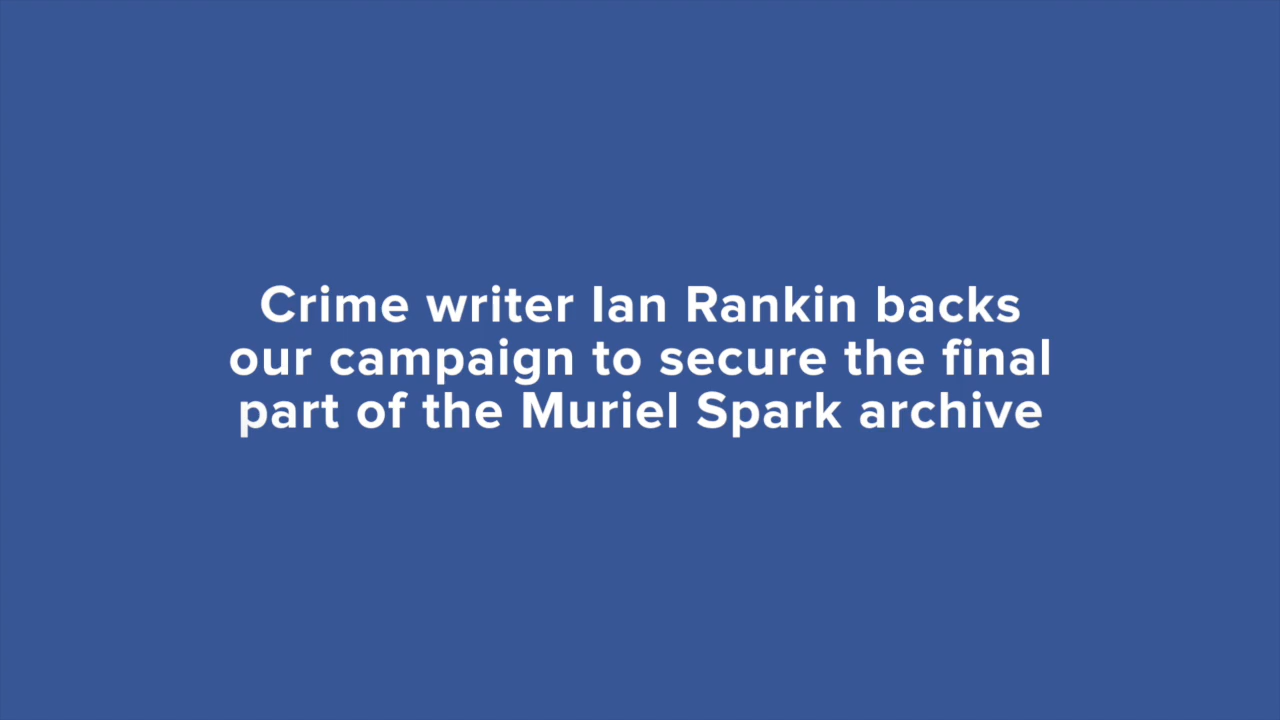 Crime writer Ian Rankin backs
our campaign to secure the final
part of the Muriel Spark archive